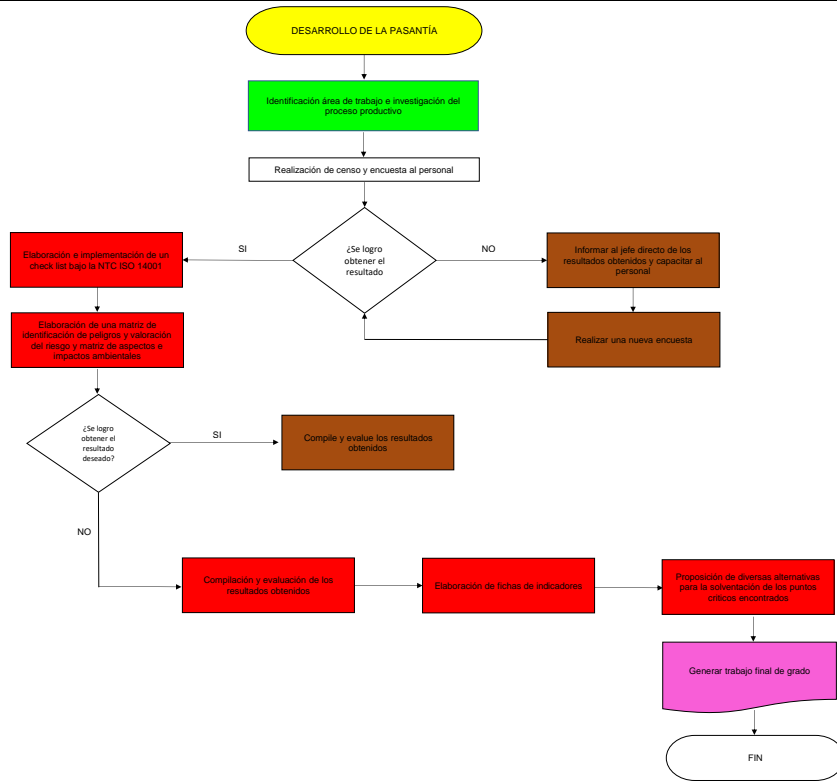 DESARROLLO DE LA PASANTÍA
Identificación área de trabajo e investigación del
proceso productivo
Realización de censo y encuesta al personal
¿Se logro
obtener el
resultado
SI
NO
Elaboración e implementación de un
check list bajo la NTC ISO 14001
Informar al jefe directo de los
resultados obtenidos y capacitar al
personal
Elaboración de una matriz de
identificación de peligros y valoración
del riesgo y matriz de aspectos e
impactos ambientales
Realizar una nueva encuesta
¿Se logro
obtener el
resultado
deseado?
SI
Compile y evalue los resultados
obtenidos
NO
Compilación y evaluación de los
resultados obtenidos
Elaboración de fichas de indicadores
Proposición de diversas alternativas
para la solventación de los puntos
críticos encontrados
Generar trabajo final de grado
FIN